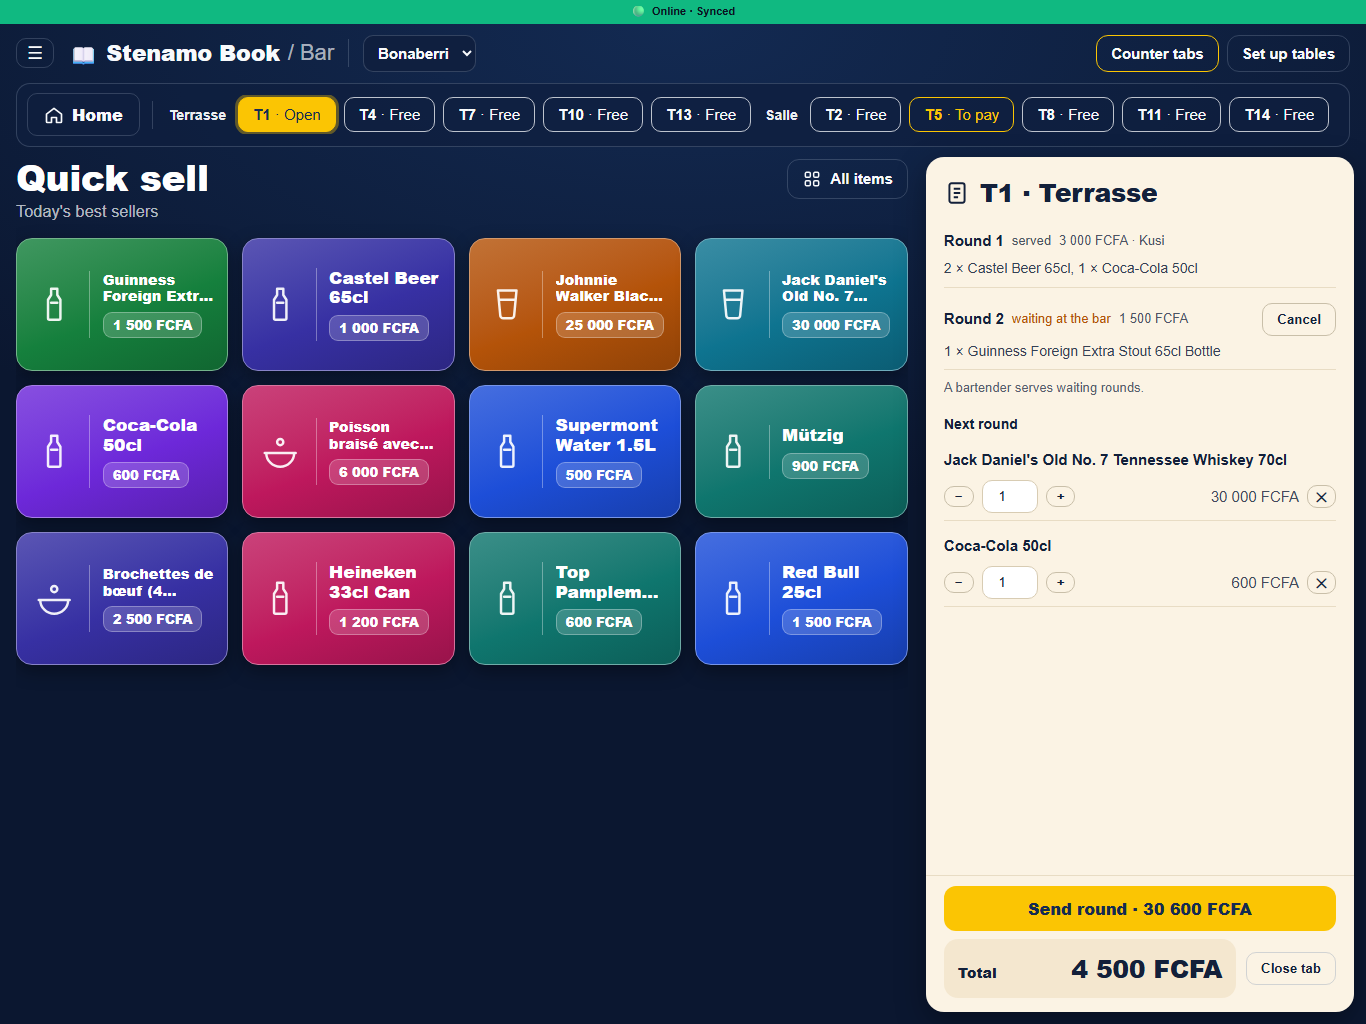 Online · Synced
☰ 📖 Stenamo Book / Bar Bonaberri Counter tabs Set up tables
Home Terrasse T1 · Open T4 · Free T7 · Free T10 · Free T13 · Free Salle T2 · Free T5 · To pay T8 · Free T11 · Free T14 · Free
Quick sell
Today's best sellers
All items
Guinness
Foreign Extr...
1 500 FCFA
Castel Beer
65cl
1 000 FCFA
Johnnie
Walker Blac...
25 000 FCFA
Jack Daniel's
Old No. 7...
30 000 FCFA
Coca-Cola
50cl
600 FCFA
Poisson
braisé avec...
6 000 FCFA
Supermont
Water 1.5L
500 FCFA
Mützig
900 FCFA
Brochettes de
bœuf (4...
2 500 FCFA
Heineken
33cl Can
1 200 FCFA
Top
Pamplem...
600 FCFA
Red Bull
25cl
1 500 FCFA
T1 · Terrasse
Round 1 served 3 000 FCFA · Kusi
2 × Castel Beer 65cl, 1 × Coca-Cola 50cl
Round 2 waiting at the bar 1 500 FCFA Cancel
1 × Guinness Foreign Extra Stout 65cl Bottle
A bartender serves waiting rounds.
Next round
Jack Daniel's Old No. 7 Tennessee Whiskey 70cl
− 1 + 30 000 FCFA ×
Coca-Cola 50cl
− 1 + 600 FCFA ×
Send round · 30 600 FCFA
Total 4 500 FCFA Close tab